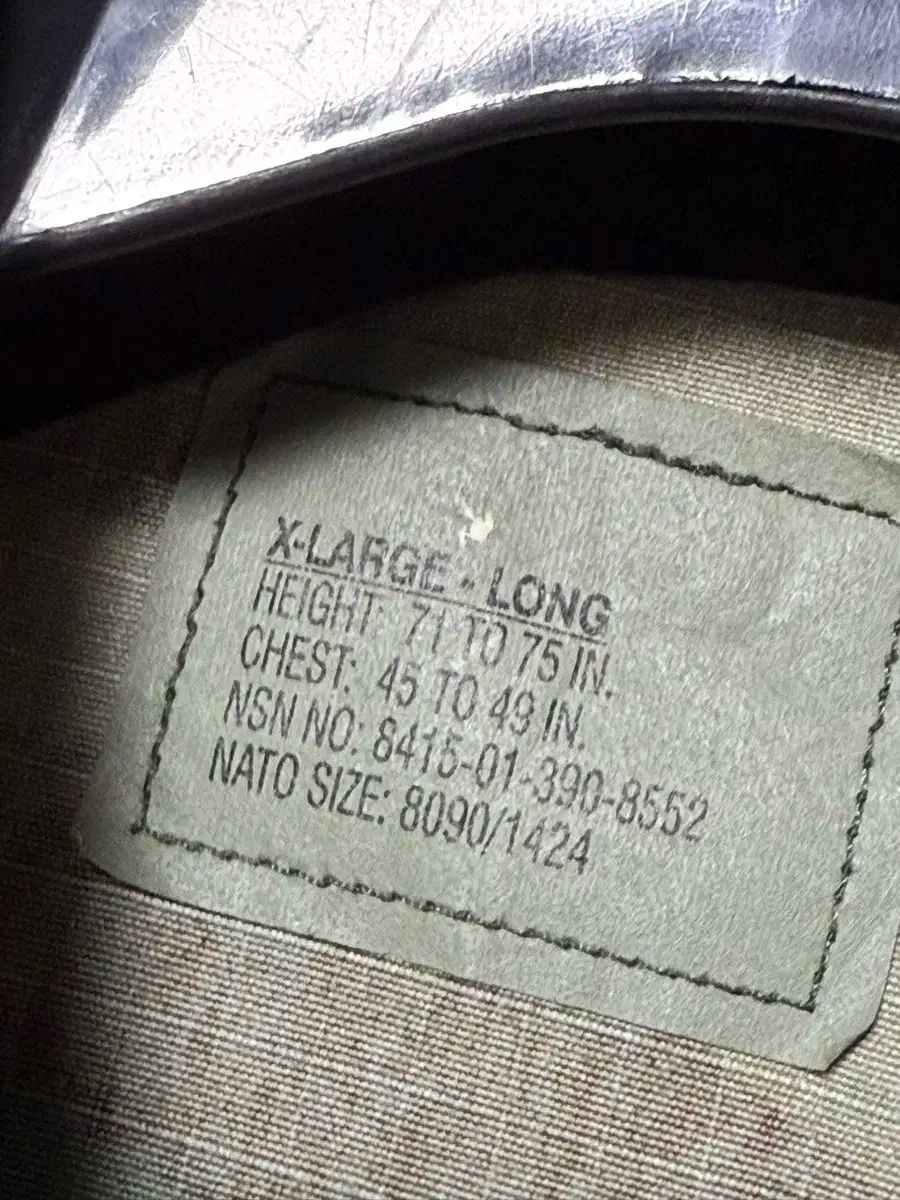 X-LARGE - LONG
HEIGHT: 71 TO 75 IN.
CHEST: 45 TO 49 IN.
NSN NO: 8415-01-390-8552
NATO SIZE: 8090/1424